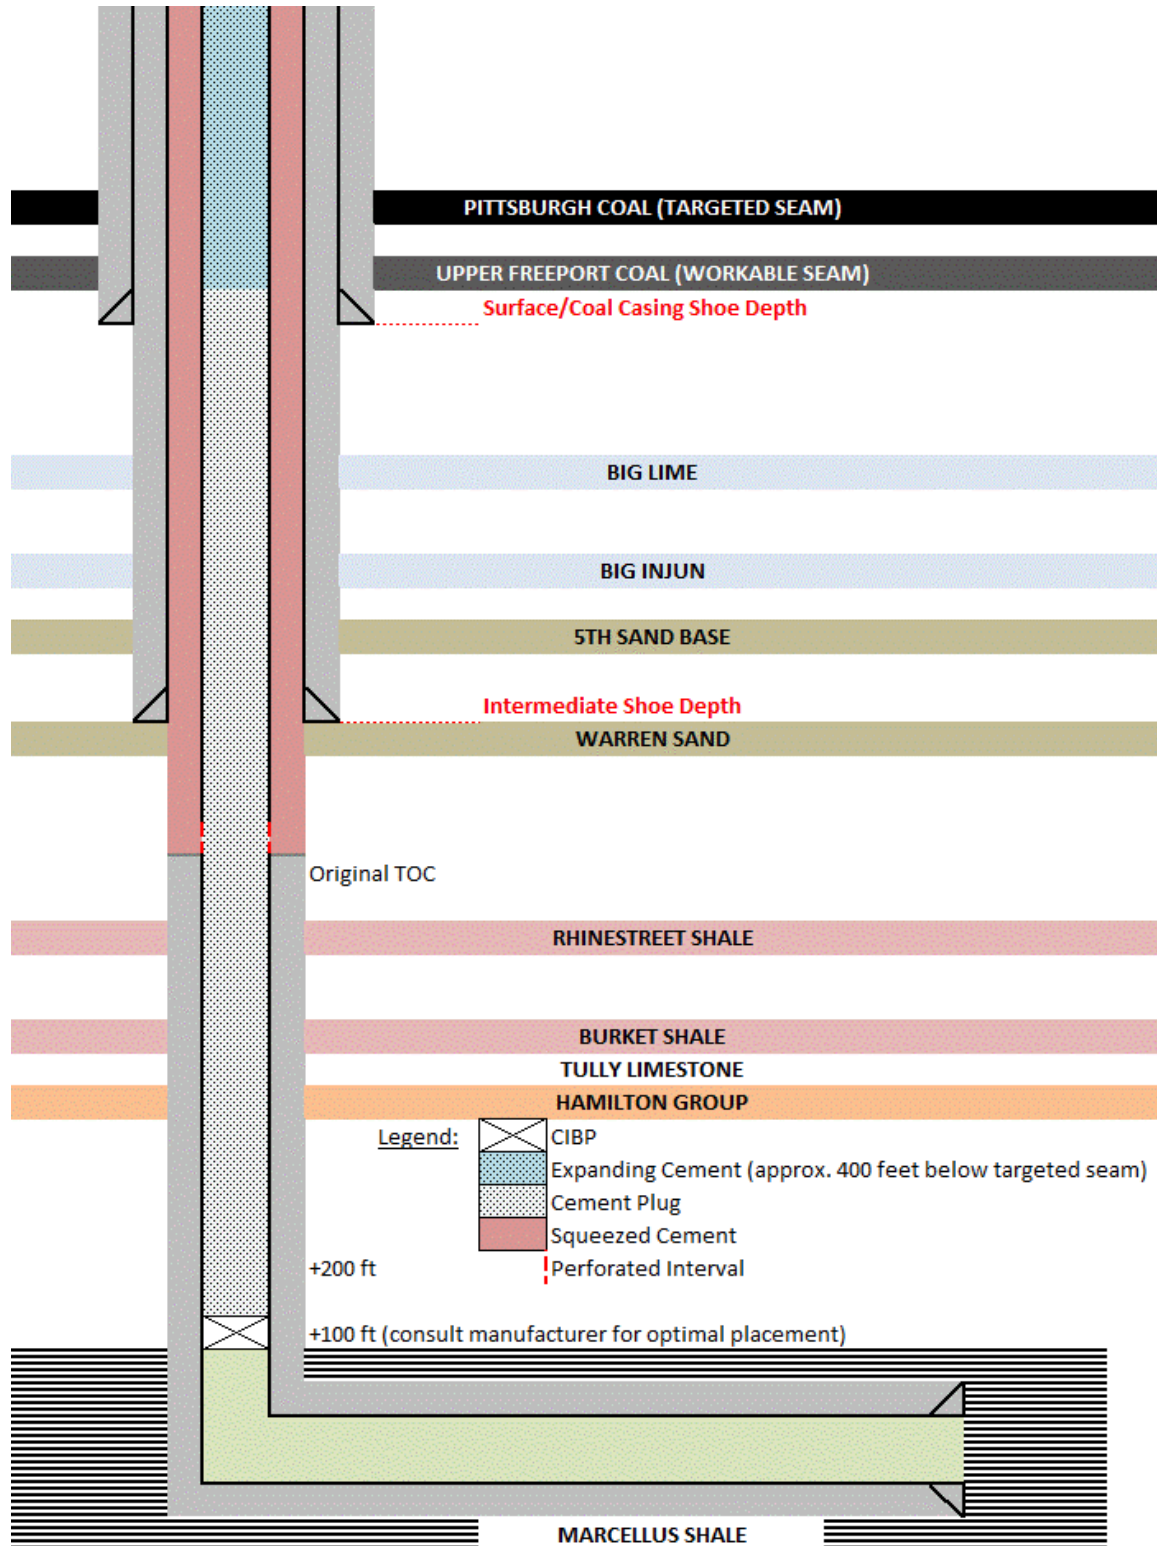 PITTSBURGH COAL (TARGETED SEAM)
UPPER FREEPORT COAL (WORKABLE SEAM)
Surface/Coal Casing Shoe Depth
BIG LIME
BIG INJUN
5TH SAND BASE
Intermediate Shoe Depth
WARREN SAND
Original TOC
RHINESTREET SHALE
BURKET SHALE
TULLY LIMESTONE
HAMILTON GROUP
Legend: CIBP
Expanding Cement (approx. 400 feet below targeted seam)
Cement Plug
Squeezed Cement
+200 ft Perforated Interval
+100 ft (consult manufacturer for optimal placement)
MARCELLUS SHALE